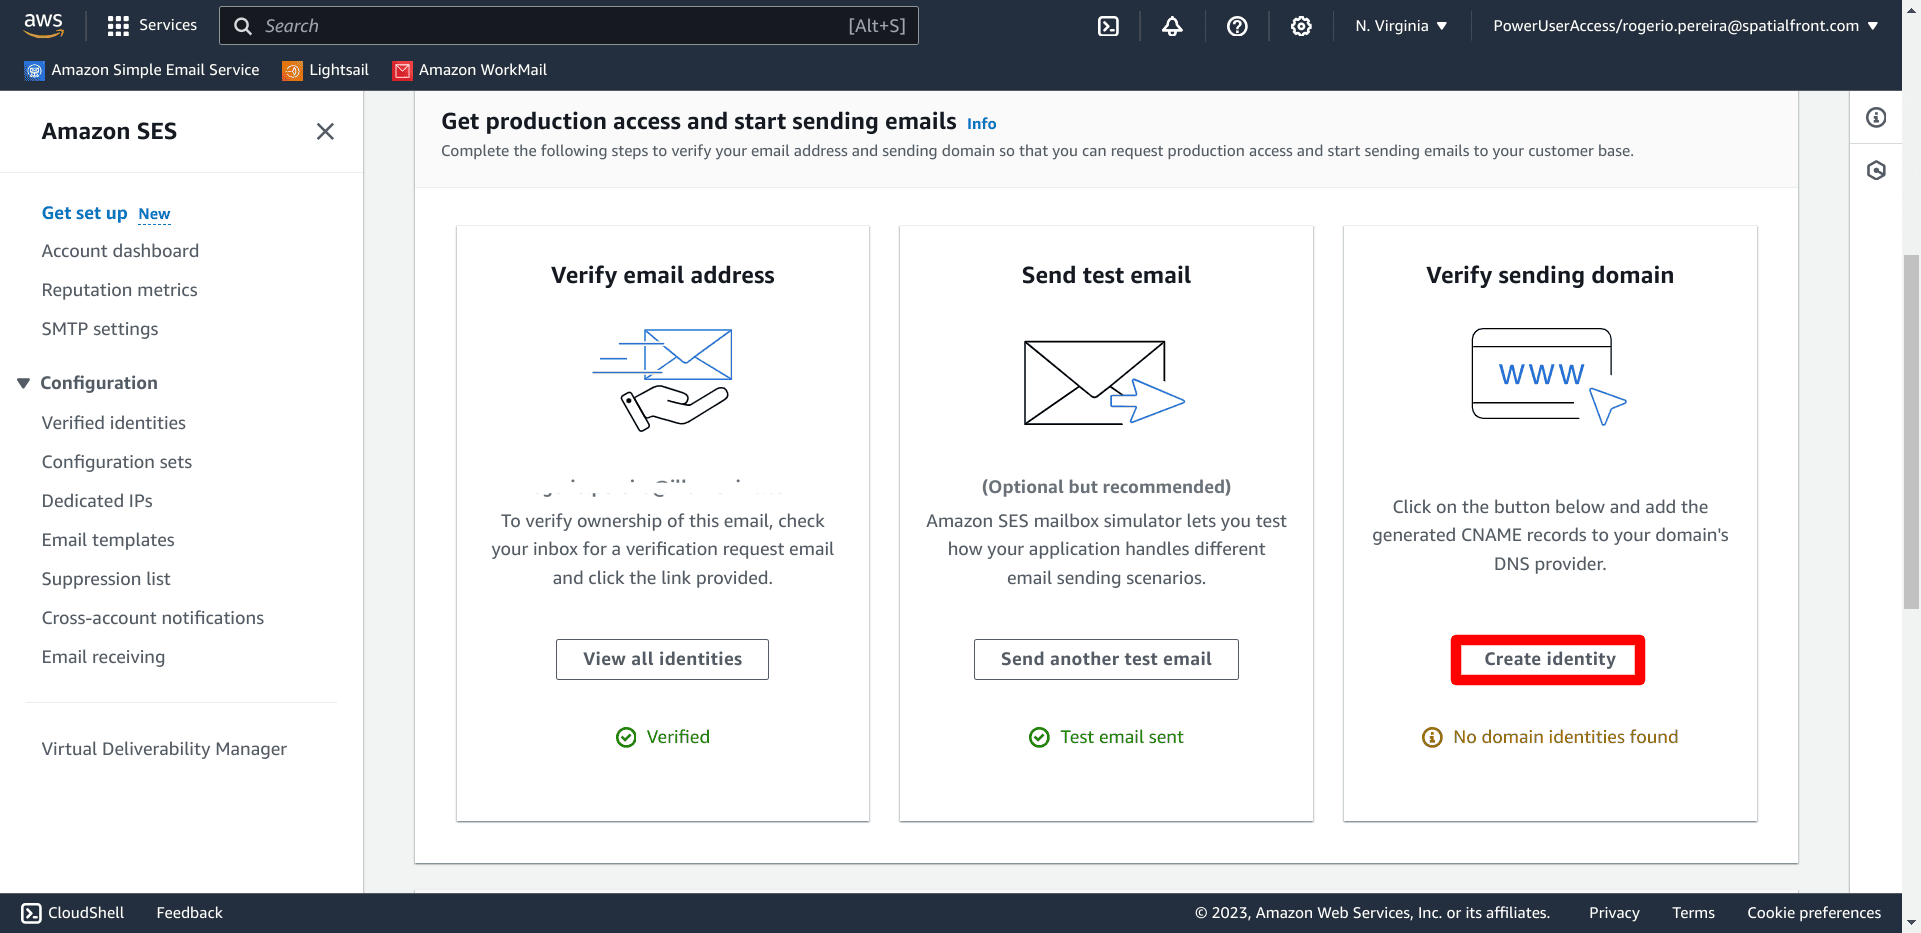 aws
Services
Search
[Alt+S]
N. Virginia
PowerUserAccess/rogerio.pereira@spatialfront.com
Amazon Simple Email Service
Lightsail
Amazon WorkMail
Amazon SES
Get set up New
Account dashboard
Reputation metrics
SMTP settings
Configuration
Verified identities
Configuration sets
Dedicated IPs
Email templates
Suppression list
Cross-account notifications
Email receiving
Virtual Deliverability Manager
Get production access and start sending emails Info
Complete the following steps to verify your email address and sending domain so that you can request production access and start sending emails to your customer base.
Verify email address
To verify ownership of this email, check
your inbox for a verification request email
and click the link provided.
View all identities
Verified
Send test email
(Optional but recommended)
Amazon SES mailbox simulator lets you test
how your application handles different
email sending scenarios.
Send another test email
Test email sent
Verify sending domain
WWW
Click on the button below and add the
generated CNAME records to your domain's
DNS provider.
Create identity
No domain identities found
CloudShell
Feedback
© 2023, Amazon Web Services, Inc. or its affiliates.
Privacy
Terms
Cookie preferences